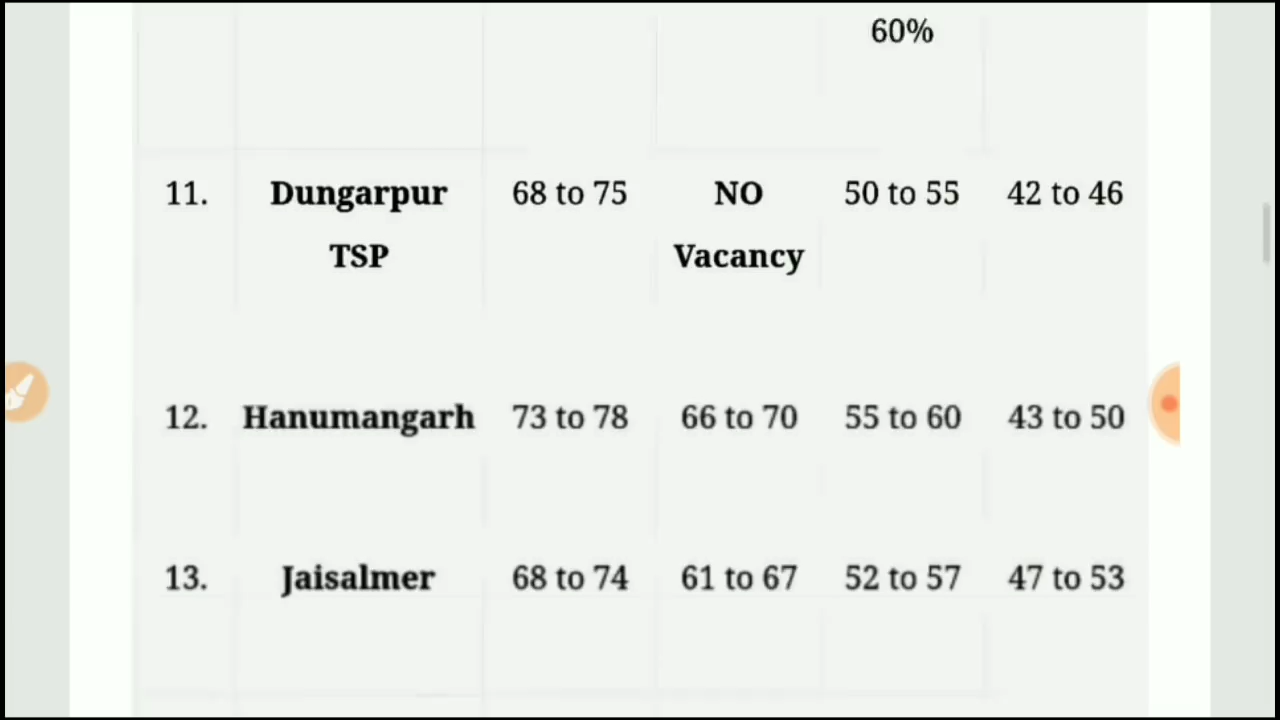 60%
11. Dungarpur 68 to 75 NO 50 to 55 42 to 46
TSP Vacancy
12. Hanumangarh 73 to 78 66 to 70 55 to 60 43 to 50
13. Jaisalmer 68 to 74 61 to 67 52 to 57 47 to 53